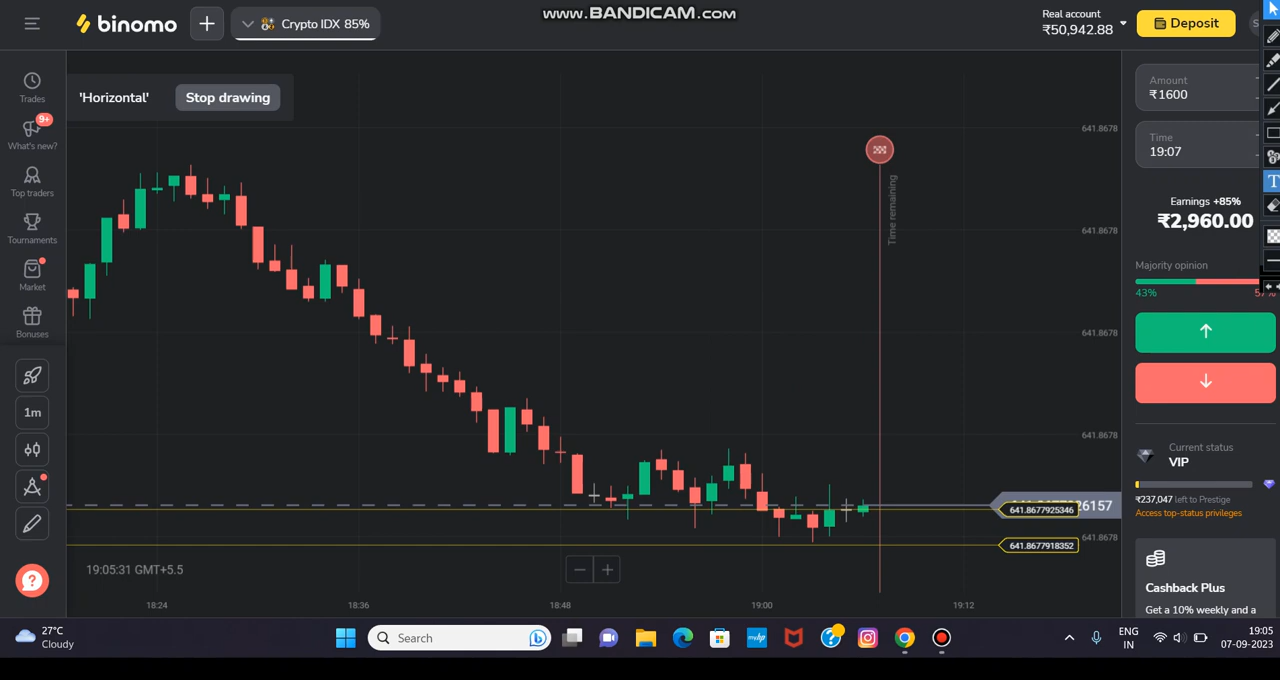 www.BANDICAM.com
binomo
Crypto IDX 85%
Real account
₹50,942.88
Deposit
'Horizontal'
Stop drawing
Trades
9+
What's new?
Top traders
Tournaments
Market
Bonuses
1m
?
Time remaining
641.8678
641.8678
641.8678
641.8678
6157
641.8677925346
641.8678
641.8677918352
19:05:31 GMT+5.5
18:24
18:36
18:48
19:00
19:12
Amount
₹1600
Time
19:07
Earnings +85%
₹2,960.00
Majority opinion
43%
Current status
VIP
₹237,047 left to Prestige
Access top-status privileges
Cashback Plus
Get a 10% weekly and a
27°C
Cloudy
Search
ENG
IN
19:05
07-09-2023